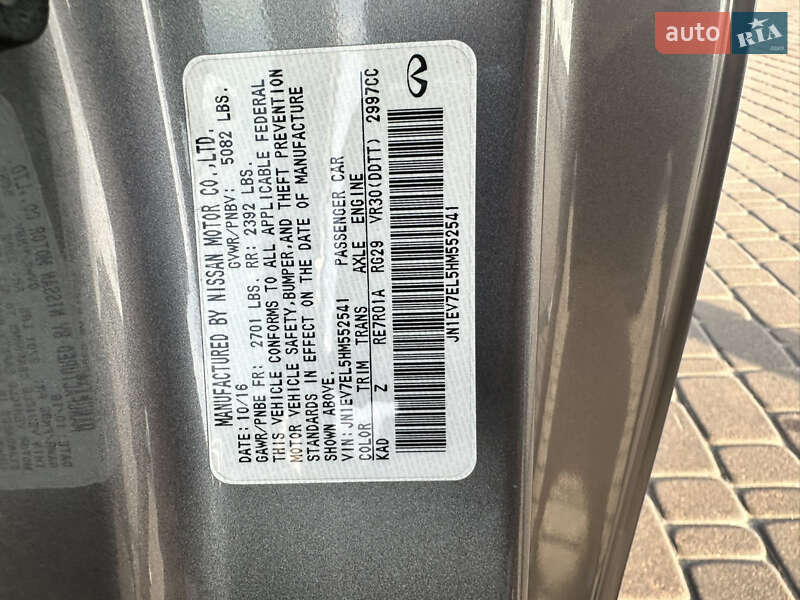 MANUFACTURED BY NISSAN MOTOR CO.,LTD.
DATE: 10/16 GVWR/PNBV: 5082 LBS.
GAWR/PNBE FR: 2701 LBS. RR: 2392 LBS.
THIS VEHICLE CONFORMS TO ALL APPLICABLE FEDERAL
MOTOR VEHICLE SAFETY,BUMPER,AND THEFT PREVENTION
STANDARDS IN EFFECT ON THE DATE OF MANUFACTURE
SHOWN ABOVE.
VIN:JN1EV7EL5HM552541 PASSENGER CAR
COLOR TRIM TRANS AXLE ENGINE
KAD Z RE7R01A RG29 VR30(DDTT) 2997CC
JN1EV7EL5HM552541
auto RIA